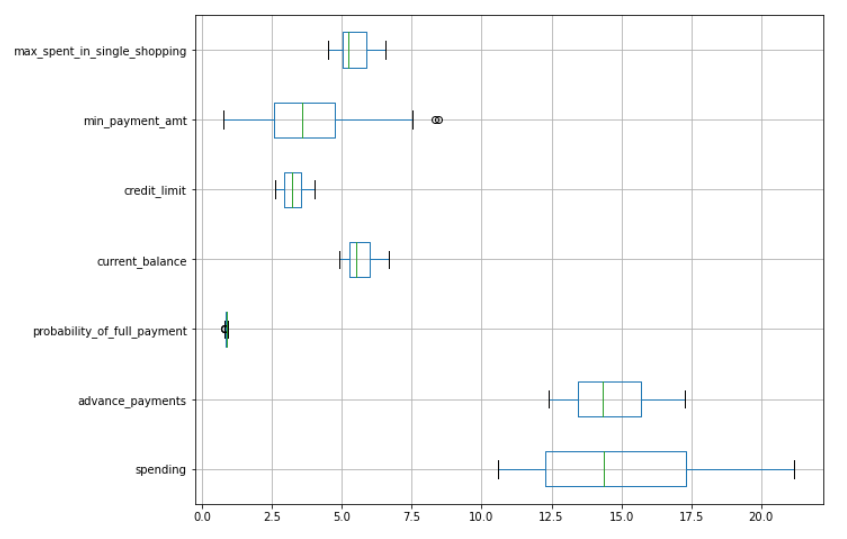 max_spent_in_single_shopping
min_payment_amt
credit_limit
current_balance
probability_of_full_payment
advance_payments
spending
0.0 2.5 5.0 7.5 10.0 12.5 15.0 17.5 20.0